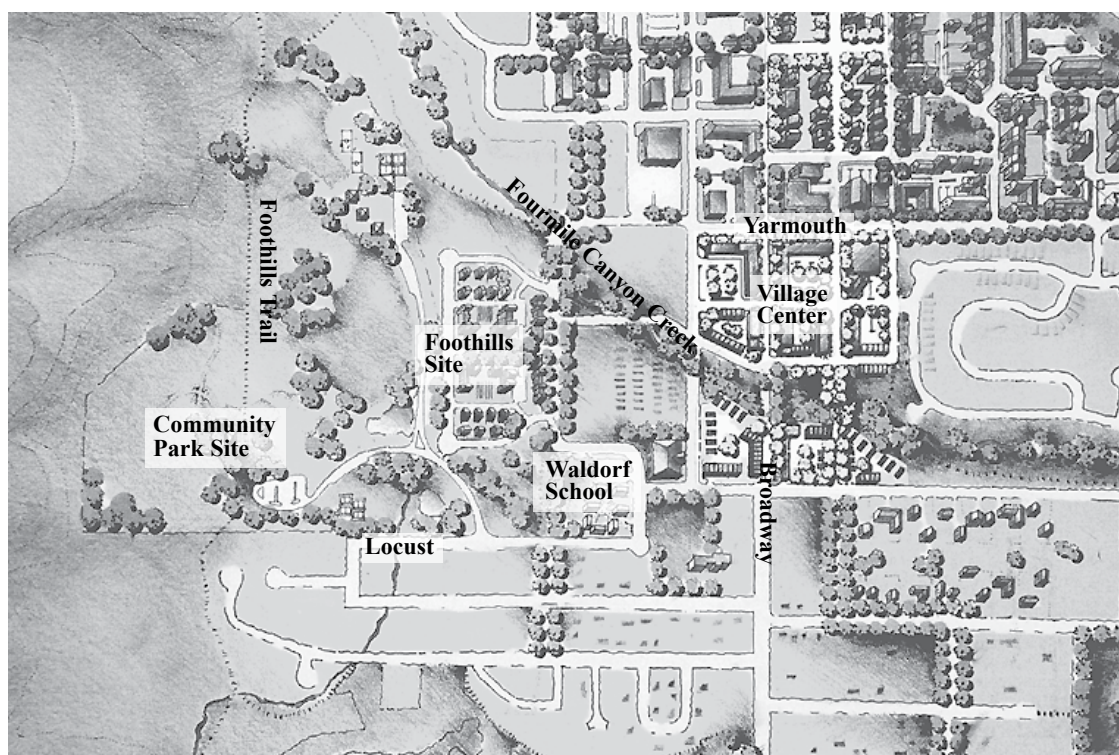 Fourmile Canyon Creek
Foothills Trail
Yarmouth
Village
Center
Foothills
Site
Community
Park Site
Waldorf
School
Broadway
Locust